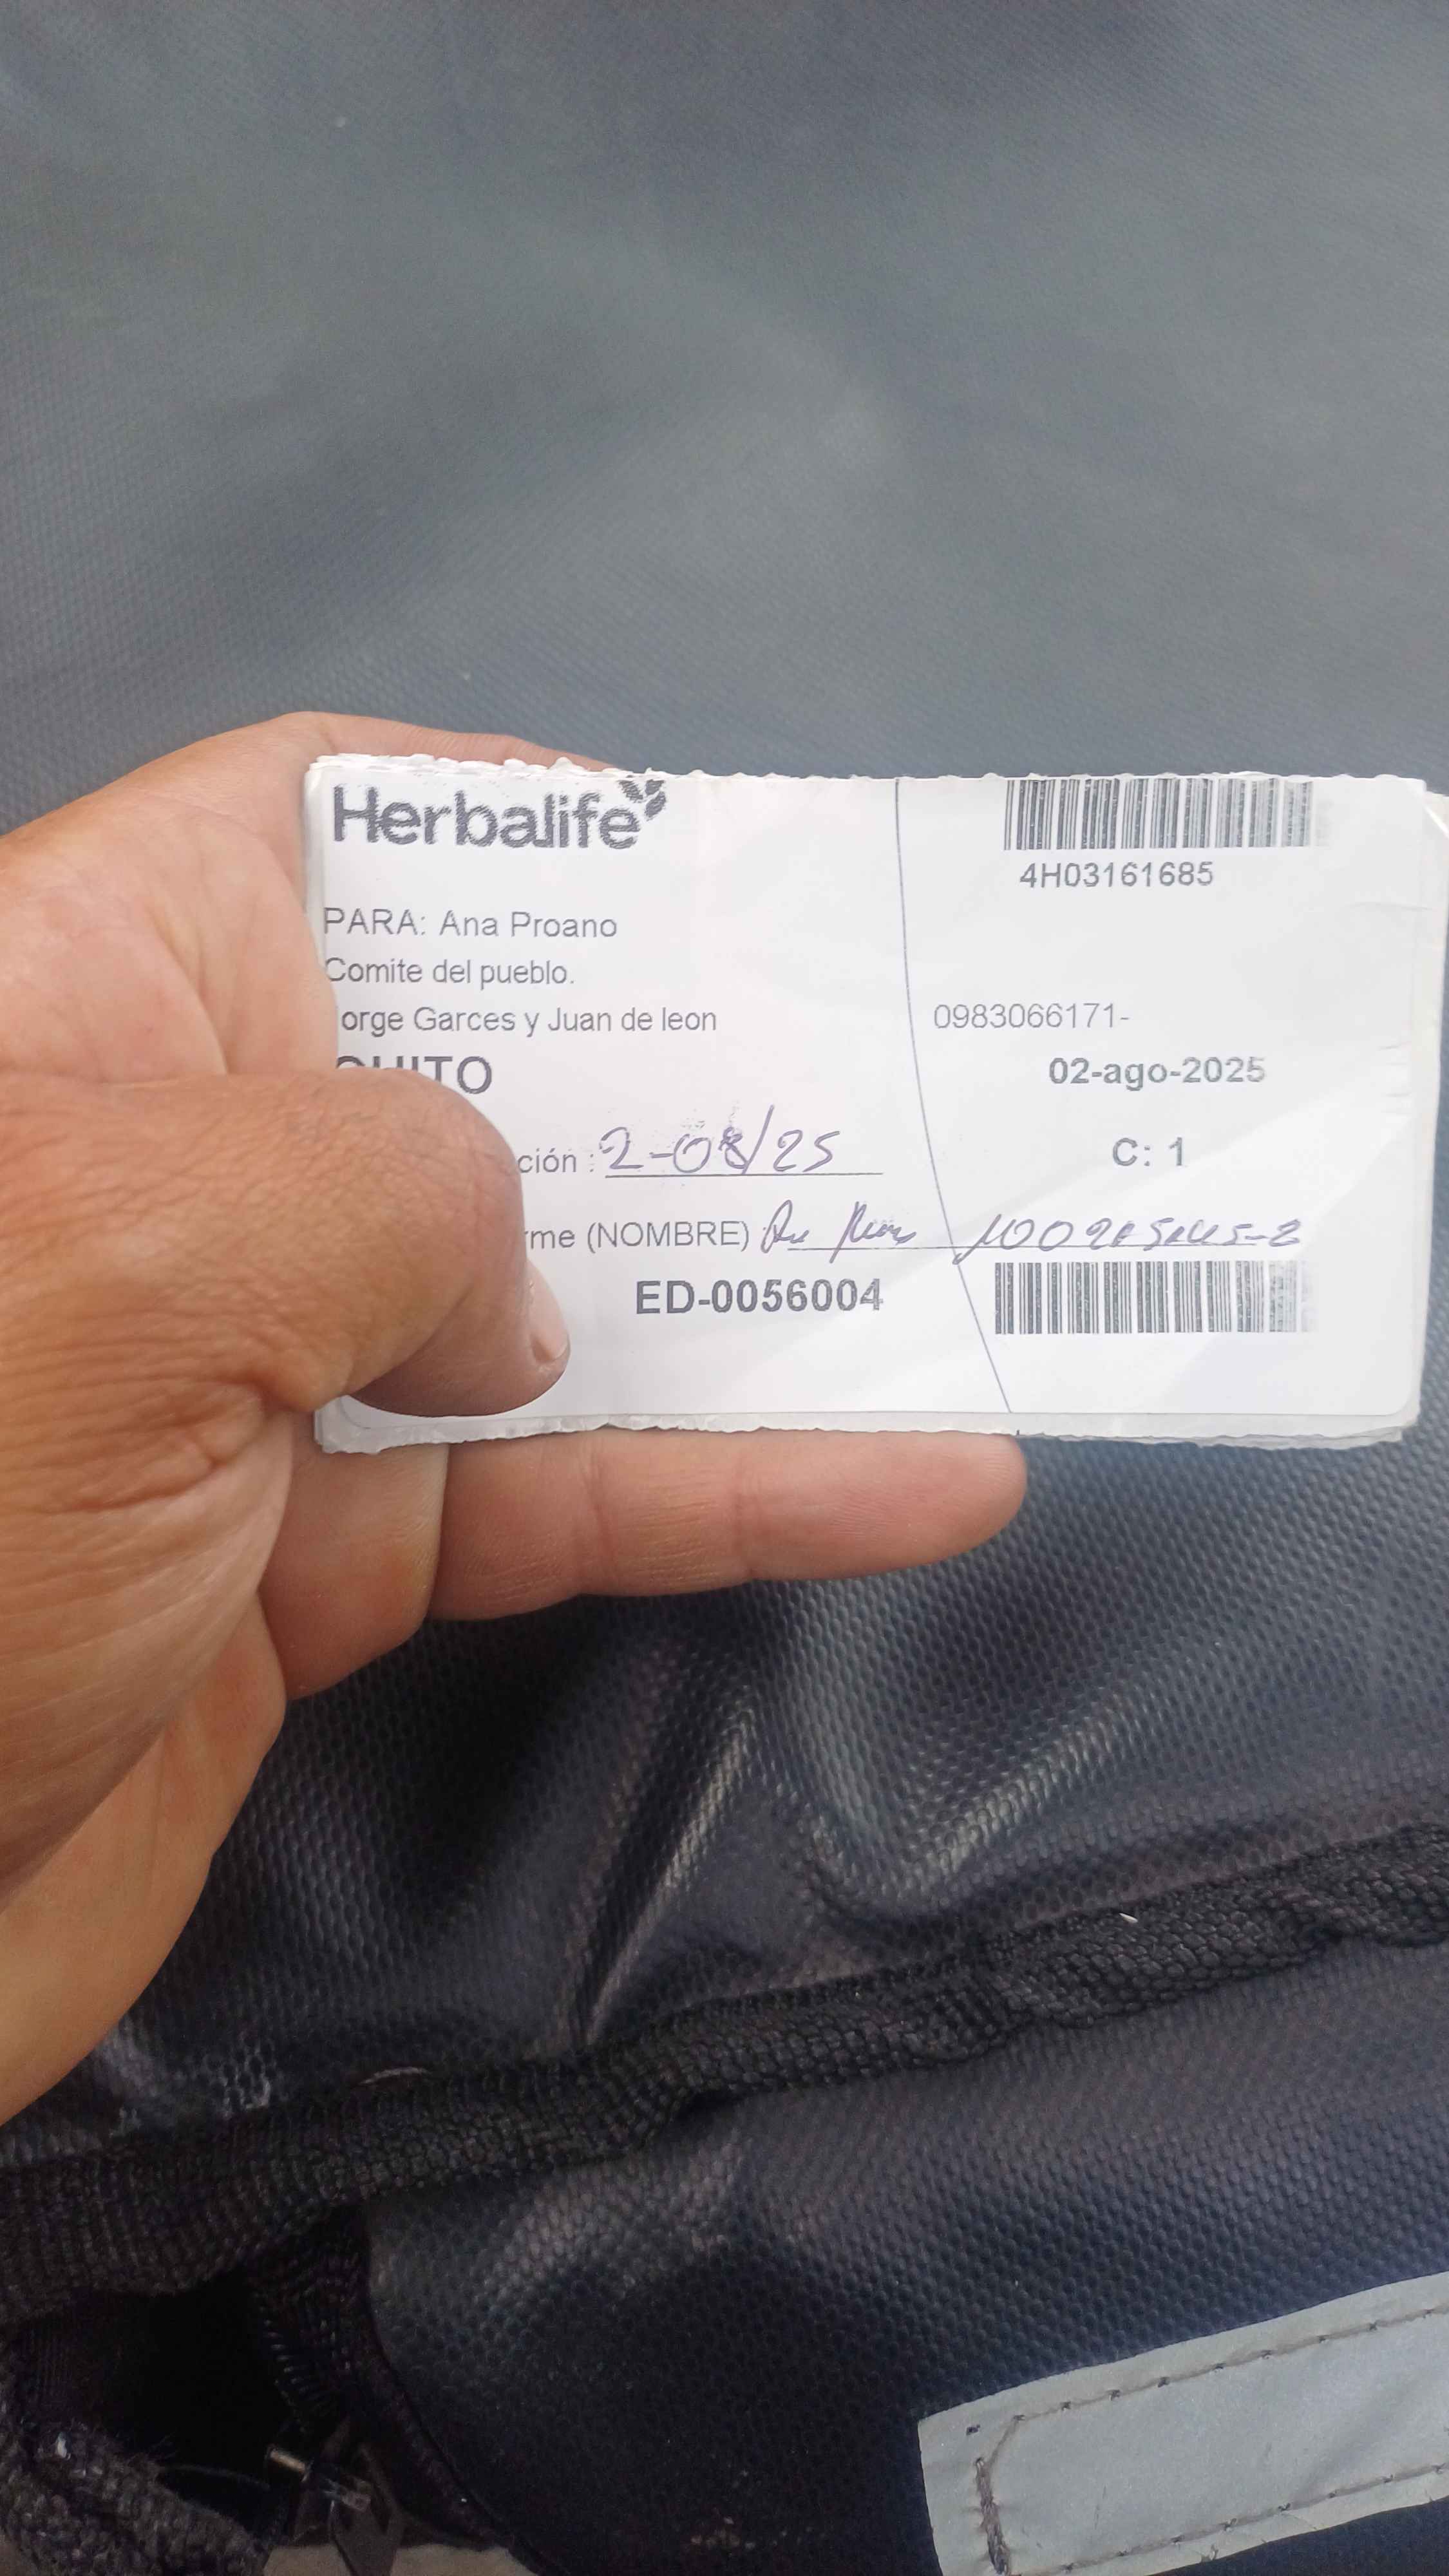 Herbalife
4H03161685
PARA: Ana Proano
Comite del pueblo.
orge Garces y Juan de leon
0983066171-
QUITO
02-ago-2025
ción : 2-08/25
C: 1
rme (NOMBRE)
ED-0056004